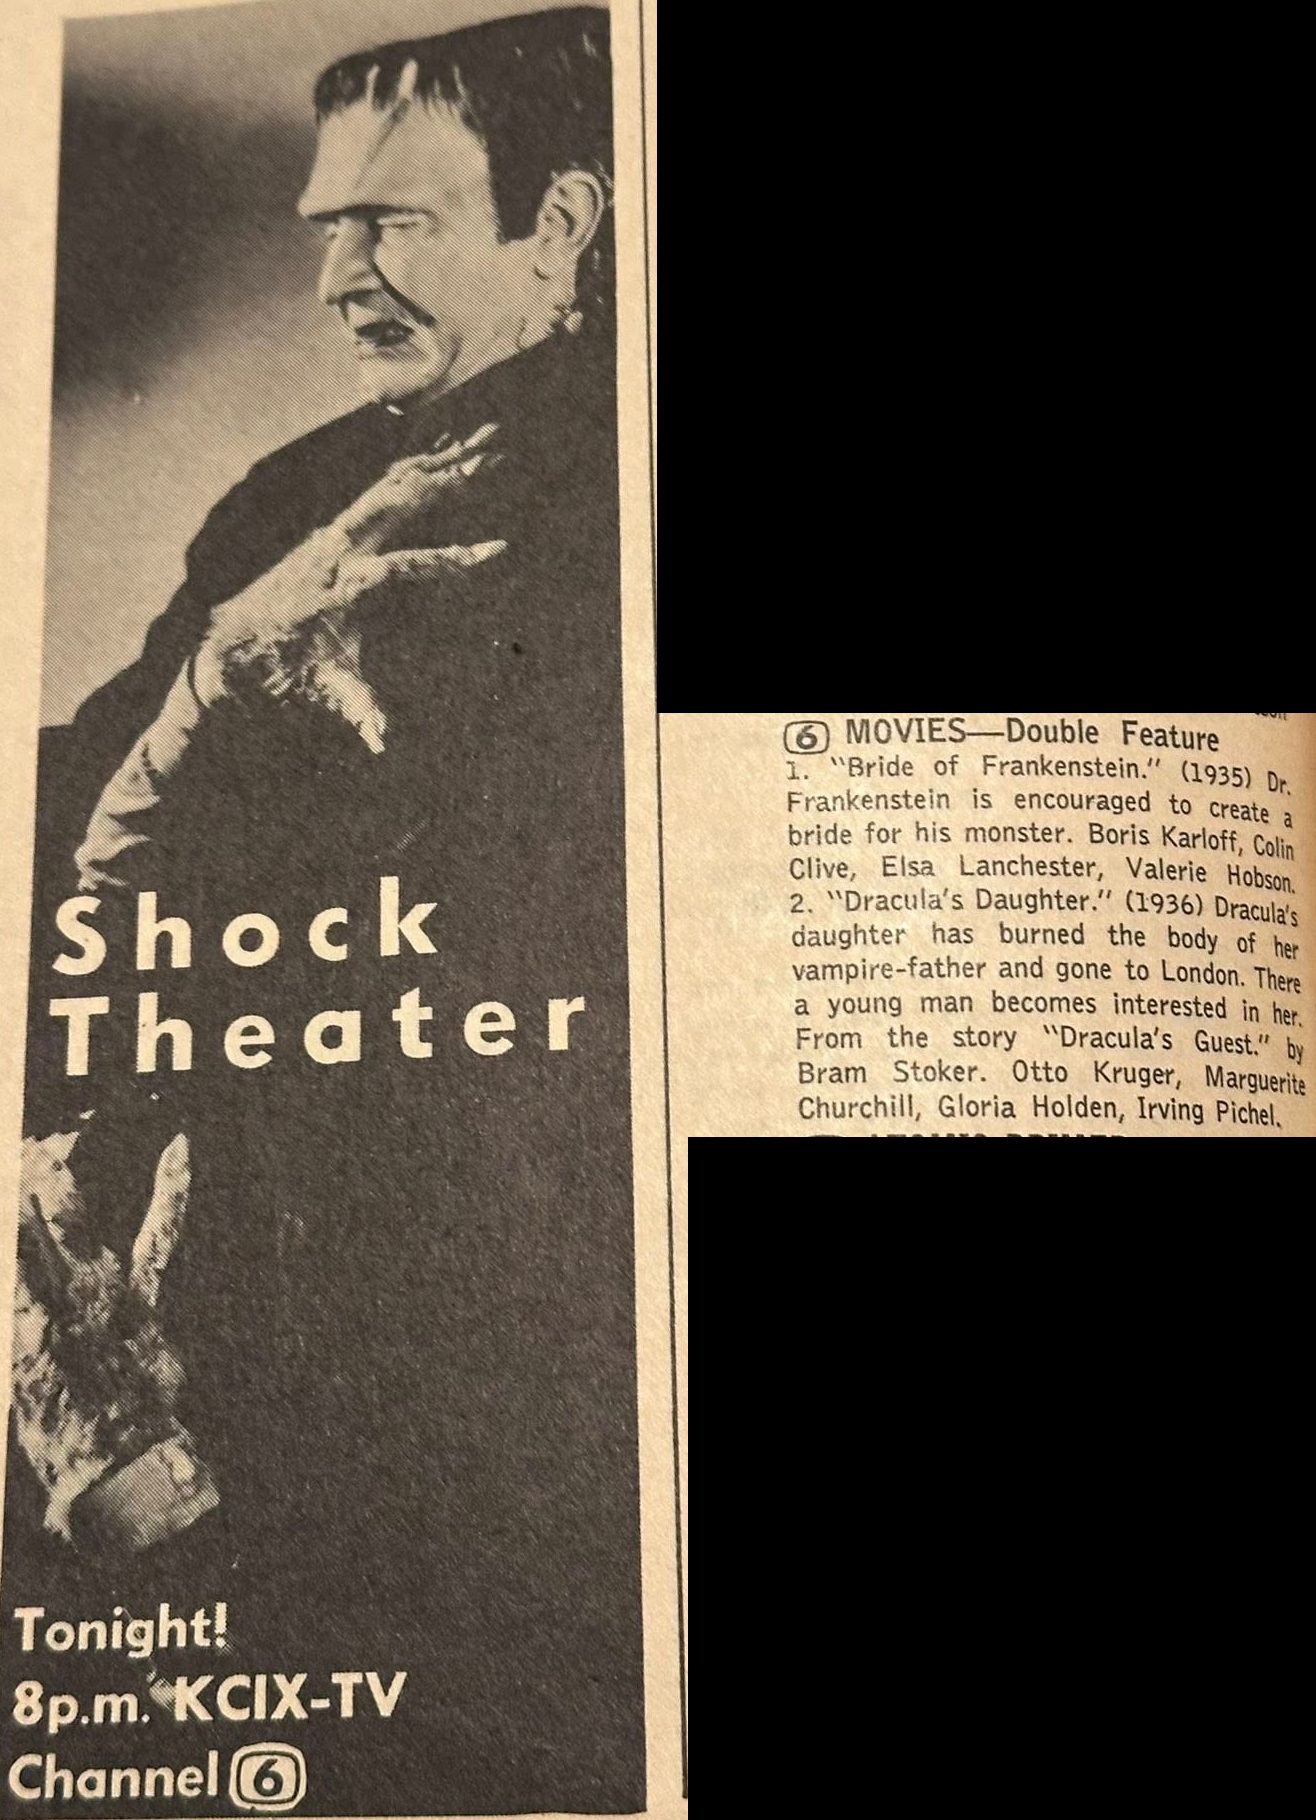 Shock
Theater
Tonight!
8p.m. KCIX-TV
Channel 6
6 MOVIES—Double Feature
1. "Bride of Frankenstein." (1935) Dr.
Frankenstein is encouraged to create a
bride for his monster. Boris Karloff, Colin
Clive, Elsa Lanchester, Valerie Hobson.
2. "Dracula's Daughter." (1936) Dracula's
daughter has burned the body of her
vampire-father and gone to London. There
a young man becomes interested in her.
From the story "Dracula's Guest." by
Bram Stoker. Otto Kruger, Marguerite
Churchill, Gloria Holden, Irving Pichel.